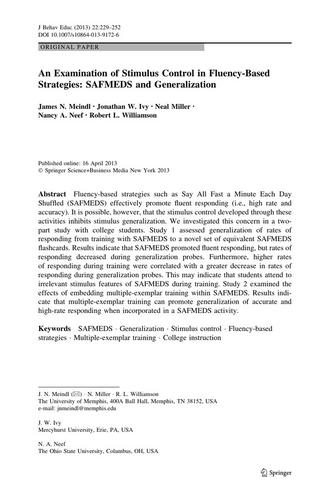 J Behav Educ (2013) 22:229–252
DOI 10.1007/s10864-013-9172-6
ORIGINAL PAPER
An Examination of Stimulus Control in Fluency-Based
Strategies: SAFMEDS and Generalization
James N. Meindl · Jonathan W. Ivy · Neal Miller ·
Nancy A. Neef · Robert L. Williamson
Published online: 16 April 2013
© Springer Science+Business Media New York 2013
Abstract Fluency-based strategies such as Say All Fast a Minute Each Day
Shuffled (SAFMEDS) effectively promote fluent responding (i.e., high rate and
accuracy). It is possible, however, that the stimulus control developed through these
activities inhibits stimulus generalization. We investigated this concern in a two-
part study with college students. Study 1 assessed generalization of rates of
responding from training with SAFMEDS to a novel set of equivalent SAFMEDS
flashcards. Results indicate that SAFMEDS promoted fluent responding, but rates of
responding decreased during generalization probes. Furthermore, higher rates
of responding during training were correlated with a greater decrease in rates of
responding during generalization probes. This may indicate that students attend to
irrelevant stimulus features of SAFMEDS during training. Study 2 examined the
effects of embedding multiple-exemplar training within SAFMEDS. Results indi-
cate that multiple-exemplar training can promote generalization of accurate and
high-rate responding when incorporated in a SAFMEDS activity.
Keywords SAFMEDS · Generalization · Stimulus control · Fluency-based
strategies · Multiple-exemplar training · College instruction
J. N. Meindl (✉) · N. Miller · R. L. Williamson
The University of Memphis, 400A Ball Hall, Memphis, TN 38152, USA
e-mail: jnmeindl@memphis.edu
J. W. Ivy
Mercyhurst University, Erie, PA, USA
N. A. Neef
The Ohio State University, Columbus, OH, USA
Springer